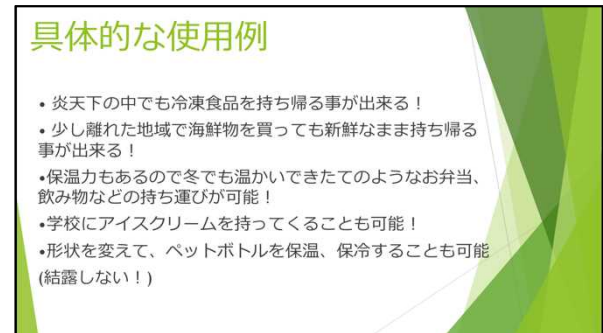 具体的な使用例
• 炎天下の中でも冷凍食品を持ち帰る事が出来る！
• 少し離れた地域で海鮮物を買っても新鮮なまま持ち帰る
事が出来る！
•保温力もあるので冬でも温かいできたてのようなお弁当、
飲み物などの持ち運びが可能！
•学校にアイスクリームを持ってくることも可能！
•形状を変えて、ペットボトルを保温、保冷することも可能
(結露しない！)